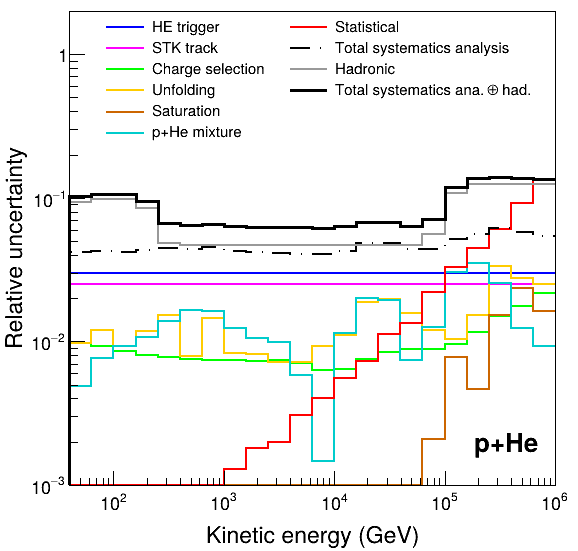 HE trigger
STK track
Charge selection
Unfolding
Saturation
p+He mixture
Statistical
Total systematics analysis
Hadronic
Total systematics ana. ⊕ had.
Relative uncertainty
1
10⁻¹
10⁻²
10⁻³
p+He
10² 10³ 10⁴ 10⁵ 10⁶
Kinetic energy (GeV)